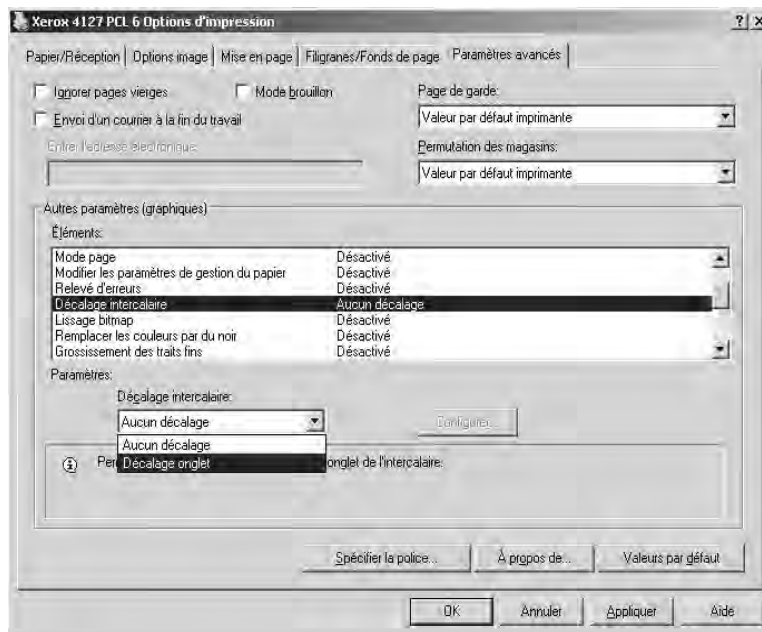 Xerox 4127 PCL 6 Options d'impression
Papier/Réception Options image Mise en page Filigranes/Fonds de page Paramètres avancés
Ignorer pages vierges Mode brouillon Page de garde:
Envoi d'un courrier à la fin du travail Valeur par défaut imprimante
Entrer l'adresse électronique: Permutation des magasins:
Valeur par défaut imprimante
Autres paramètres (graphiques)
Éléments:
Mode page Désactivé
Modifier les paramètres de gestion du papier Désactivé
Relevé d'erreurs Désactivé
Décalage intercalaire Aucun décalage
Lissage bitmap Désactivé
Remplacer les couleurs par du noir Désactivé
Grossissement des traits fins Désactivé
Paramètres:
Décalage intercalaire:
Aucun décalage Configurer...
Aucun décalage
Décalage onglet
Per onglet de l'intercalaire.
Spécifier la police... À propos de... Valeurs par défaut
OK Annuler Appliquer Aide